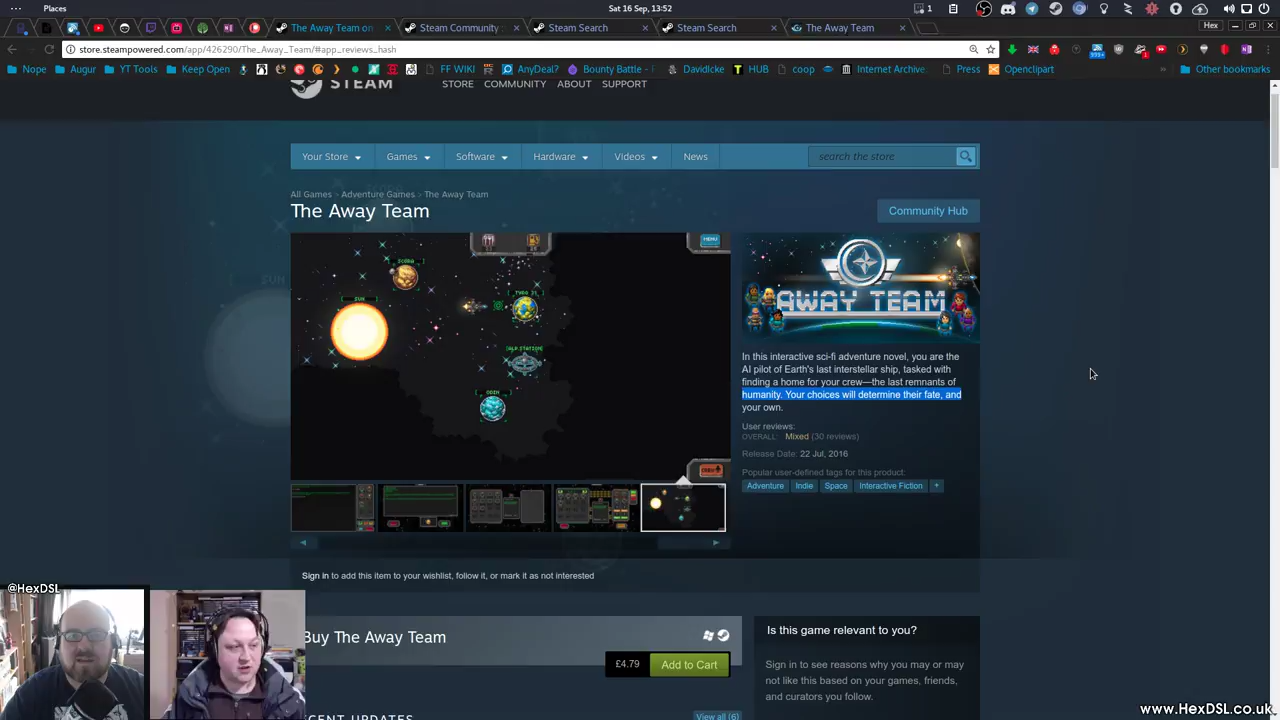 Places
Sat 16 Sep, 13:52
1
The Away Team on
Steam Community
Steam Search
Steam Search
The Away Team
Hex
store.steampowered.com/app/426290/The_Away_Team/#app_reviews_hash
Nope
Augur
YT Tools
Keep Open
FF WIKI
AnyDeal?
Bounty Battle -
DavidIcke
HUB
coop
Internet Archive
Press
Openclipart
Other bookmarks
STEAM
STORE COMMUNITY ABOUT SUPPORT
Your Store Games Software Hardware Videos News
search the store
All Games > Adventure Games > The Away Team
The Away Team
Community Hub
MENU
SUN
ODIN
CREW
AWAY TEAM
In this interactive sci-fi adventure novel, you are the
AI pilot of Earth's last interstellar ship, tasked with
finding a home for your crew—the last remnants of
humanity. Your choices will determine their fate, and
your own.
User reviews:
OVERALL: Mixed (30 reviews)
Release Date: 22 Jul, 2016
Popular user-defined tags for this product:
Adventure Indie Space Interactive Fiction +
Sign in to add this item to your wishlist, follow it, or mark it as not interested
@HexDSL
Buy The Away Team
£4.79
Add to Cart
Is this game relevant to you?
Sign in to see reasons why you may or may
not like this based on your games, friends,
and curators you follow.
CENT UPDATES
View all (6)
www.HexDSL.co.uk